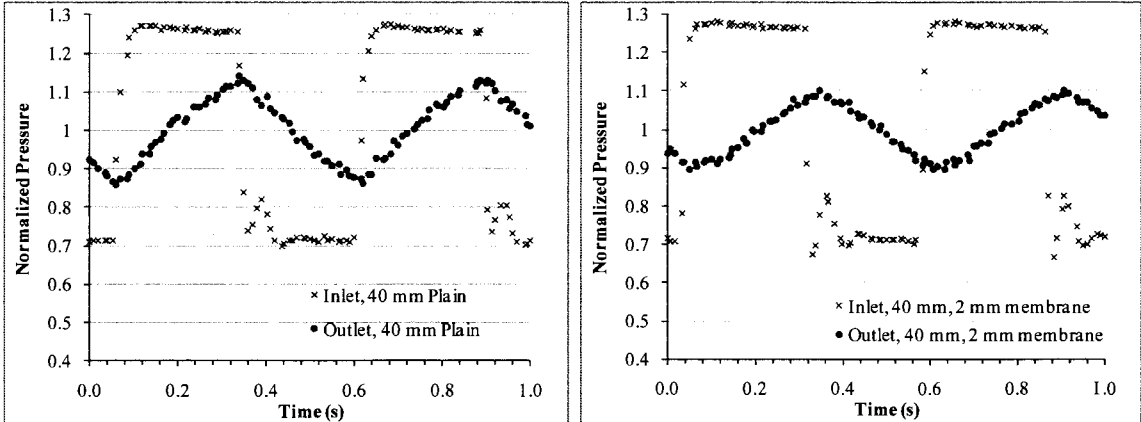 1.3
1.2
1.1
1
0.9
0.8
0.7
0.6
0.5
0.4
Normalized Pressure
× Inlet, 40 mm Plain
● Outlet, 40 mm Plain
0.0 0.2 0.4 0.6 0.8 1.0
Time (s)
1.3
1.2
1.1
1
0.9
0.8
0.7
0.6
0.5
0.4
Normalized Pressure
× Inlet, 40 mm, 2 mm membrane
● Outlet, 40 mm, 2 mm membrane
0.0 0.2 0.4 0.6 0.8 1.0
Time (s)